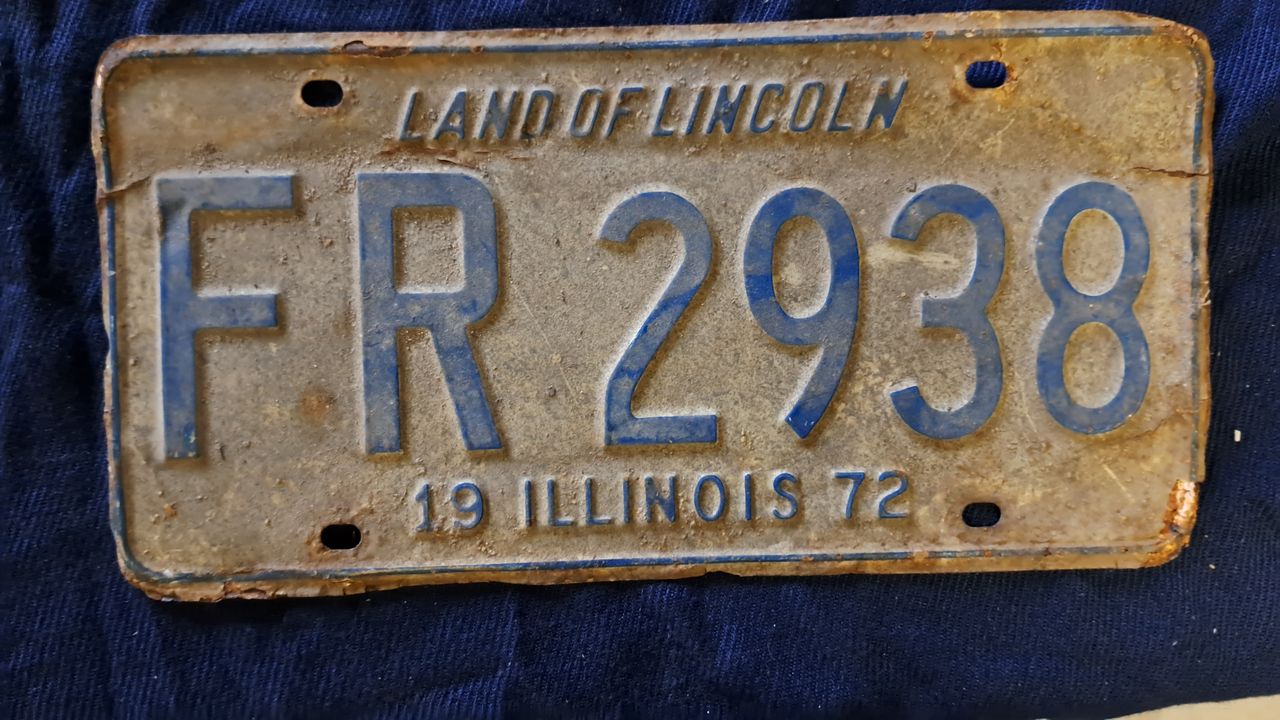 LAND OF LINCOLN
FR 2938
19 ILLINOIS 72